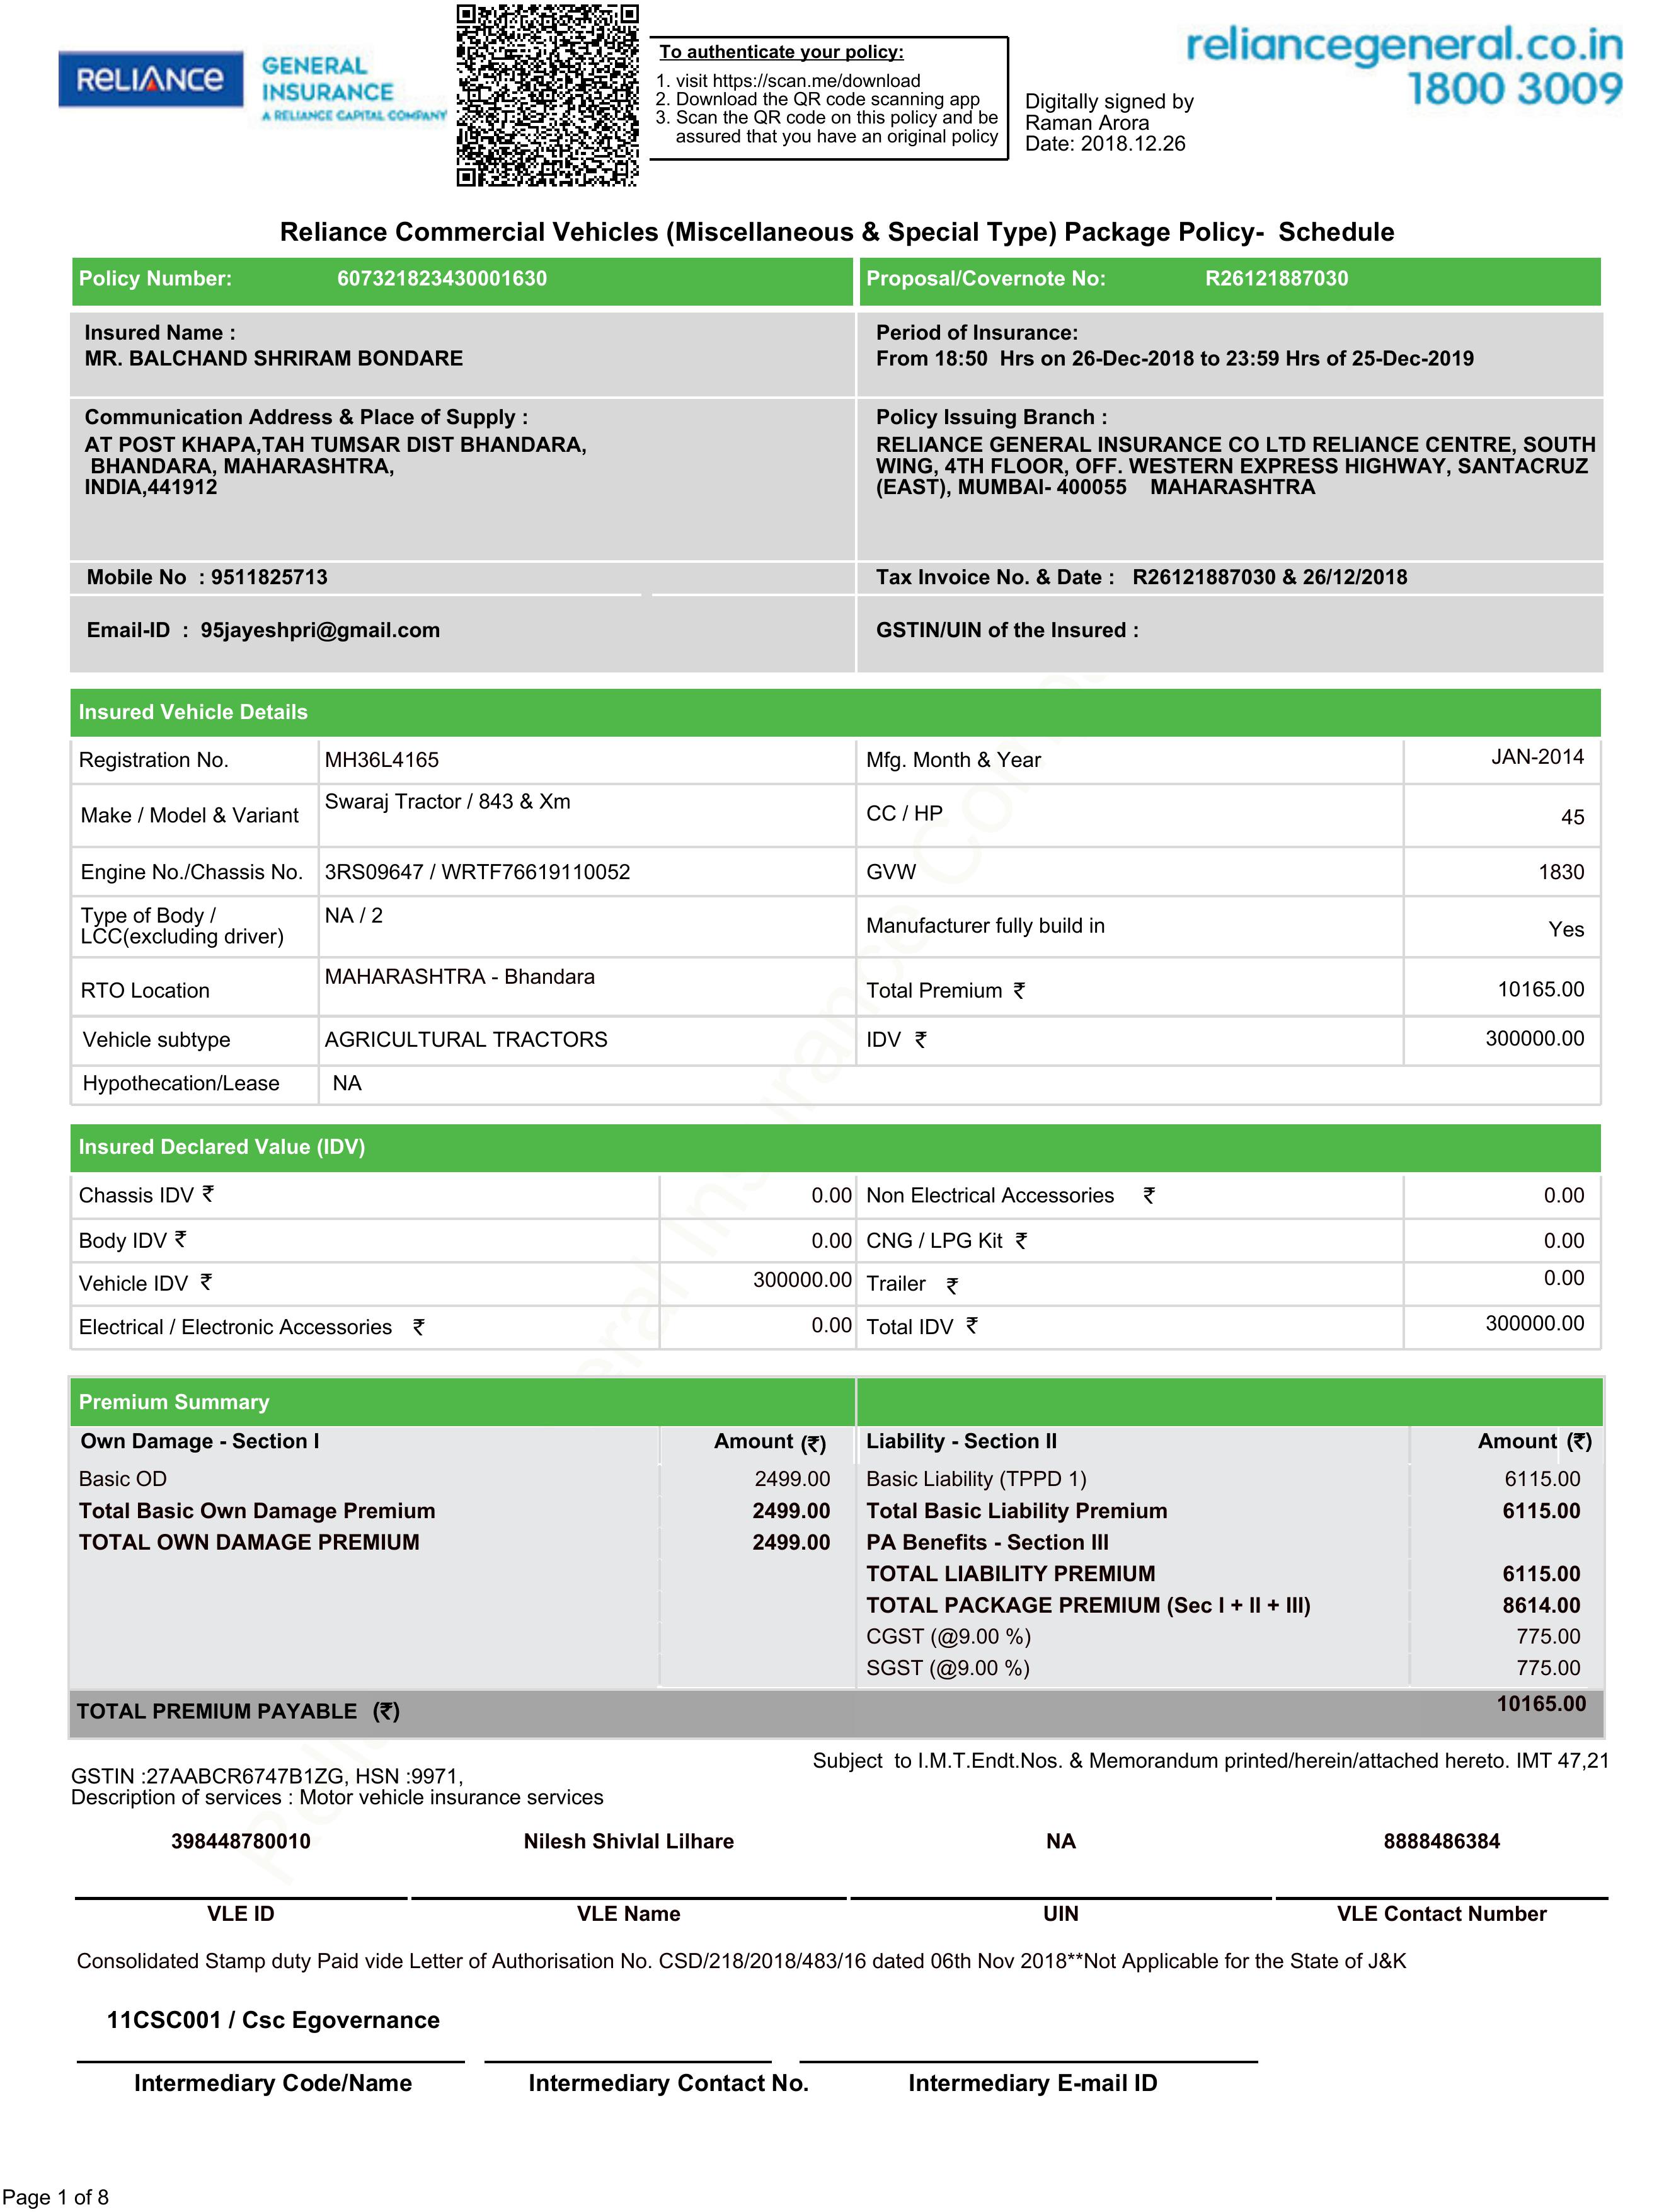 RELIANCE
GENERAL
INSURANCE
A RELIANCE CAPITAL COMPANY
To authenticate your policy:
1. visit https://scan.me/download
2. Download the QR code scanning app
3. Scan the QR code on this policy and be
assured that you have an original policy
Digitally signed by
Raman Arora
Date: 2018.12.26
reliancegeneral.co.in
1800 3009
Reliance Commercial Vehicles (Miscellaneous & Special Type) Package Policy- Schedule
Policy Number: 607321823430001630 Proposal/Covernote No: R26121887030
Insured Name :
MR. BALCHAND SHRIRAM BONDARE
Period of Insurance:
From 18:50 Hrs on 26-Dec-2018 to 23:59 Hrs of 25-Dec-2019
Communication Address & Place of Supply :
AT POST KHAPA,TAH TUMSAR DIST BHANDARA,
BHANDARA, MAHARASHTRA,
INDIA,441912
Policy Issuing Branch :
RELIANCE GENERAL INSURANCE CO LTD RELIANCE CENTRE, SOUTH
WING, 4TH FLOOR, OFF. WESTERN EXPRESS HIGHWAY, SANTACRUZ
(EAST), MUMBAI- 400055 MAHARASHTRA
Mobile No : 9511825713 Tax Invoice No. & Date : R26121887030 & 26/12/2018
Email-ID : 95jayeshpri@gmail.com GSTIN/UIN of the Insured :
Insured Vehicle Details
Registration No. MH36L4165 Mfg. Month & Year JAN-2014
Make / Model & Variant Swaraj Tractor / 843 & Xm CC / HP 45
Engine No./Chassis No. 3RS09647 / WRTF76619110052 GVW 1830
Type of Body /
LCC(excluding driver) NA / 2 Manufacturer fully build in Yes
RTO Location MAHARASHTRA - Bhandara Total Premium ₹ 10165.00
Vehicle subtype AGRICULTURAL TRACTORS IDV ₹ 300000.00
Hypothecation/Lease NA
Insured Declared Value (IDV)
Chassis IDV ₹ 0.00 Non Electrical Accessories ₹ 0.00
Body IDV ₹ 0.00 CNG / LPG Kit ₹ 0.00
Vehicle IDV ₹ 300000.00 Trailer ₹ 0.00
Electrical / Electronic Accessories ₹ 0.00 Total IDV ₹ 300000.00
Premium Summary
Own Damage - Section I Amount (₹) Liability - Section II Amount (₹)
Basic OD 2499.00 Basic Liability (TPPD 1) 6115.00
Total Basic Own Damage Premium 2499.00 Total Basic Liability Premium 6115.00
TOTAL OWN DAMAGE PREMIUM 2499.00 PA Benefits - Section III
TOTAL LIABILITY PREMIUM 6115.00
TOTAL PACKAGE PREMIUM (Sec I + II + III) 8614.00
CGST (@9.00 %) 775.00
SGST (@9.00 %) 775.00
TOTAL PREMIUM PAYABLE (₹) 10165.00
Subject to I.M.T.Endt.Nos. & Memorandum printed/herein/attached hereto. IMT 47,21
GSTIN :27AABCR6747B1ZG, HSN :9971,
Description of services : Motor vehicle insurance services
398448780010 Nilesh Shivlal Lilhare NA 8888486384
VLE ID VLE Name UIN VLE Contact Number
Consolidated Stamp duty Paid vide Letter of Authorisation No. CSD/218/2018/483/16 dated 06th Nov 2018**Not Applicable for the State of J&K
11CSC001 / Csc Egovernance
Intermediary Code/Name Intermediary Contact No. Intermediary E-mail ID
Page 1 of 8